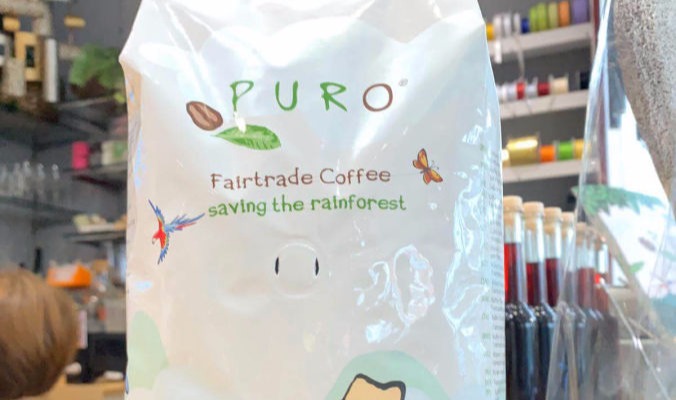 PURO
Fairtrade Coffee
saving the rainforest